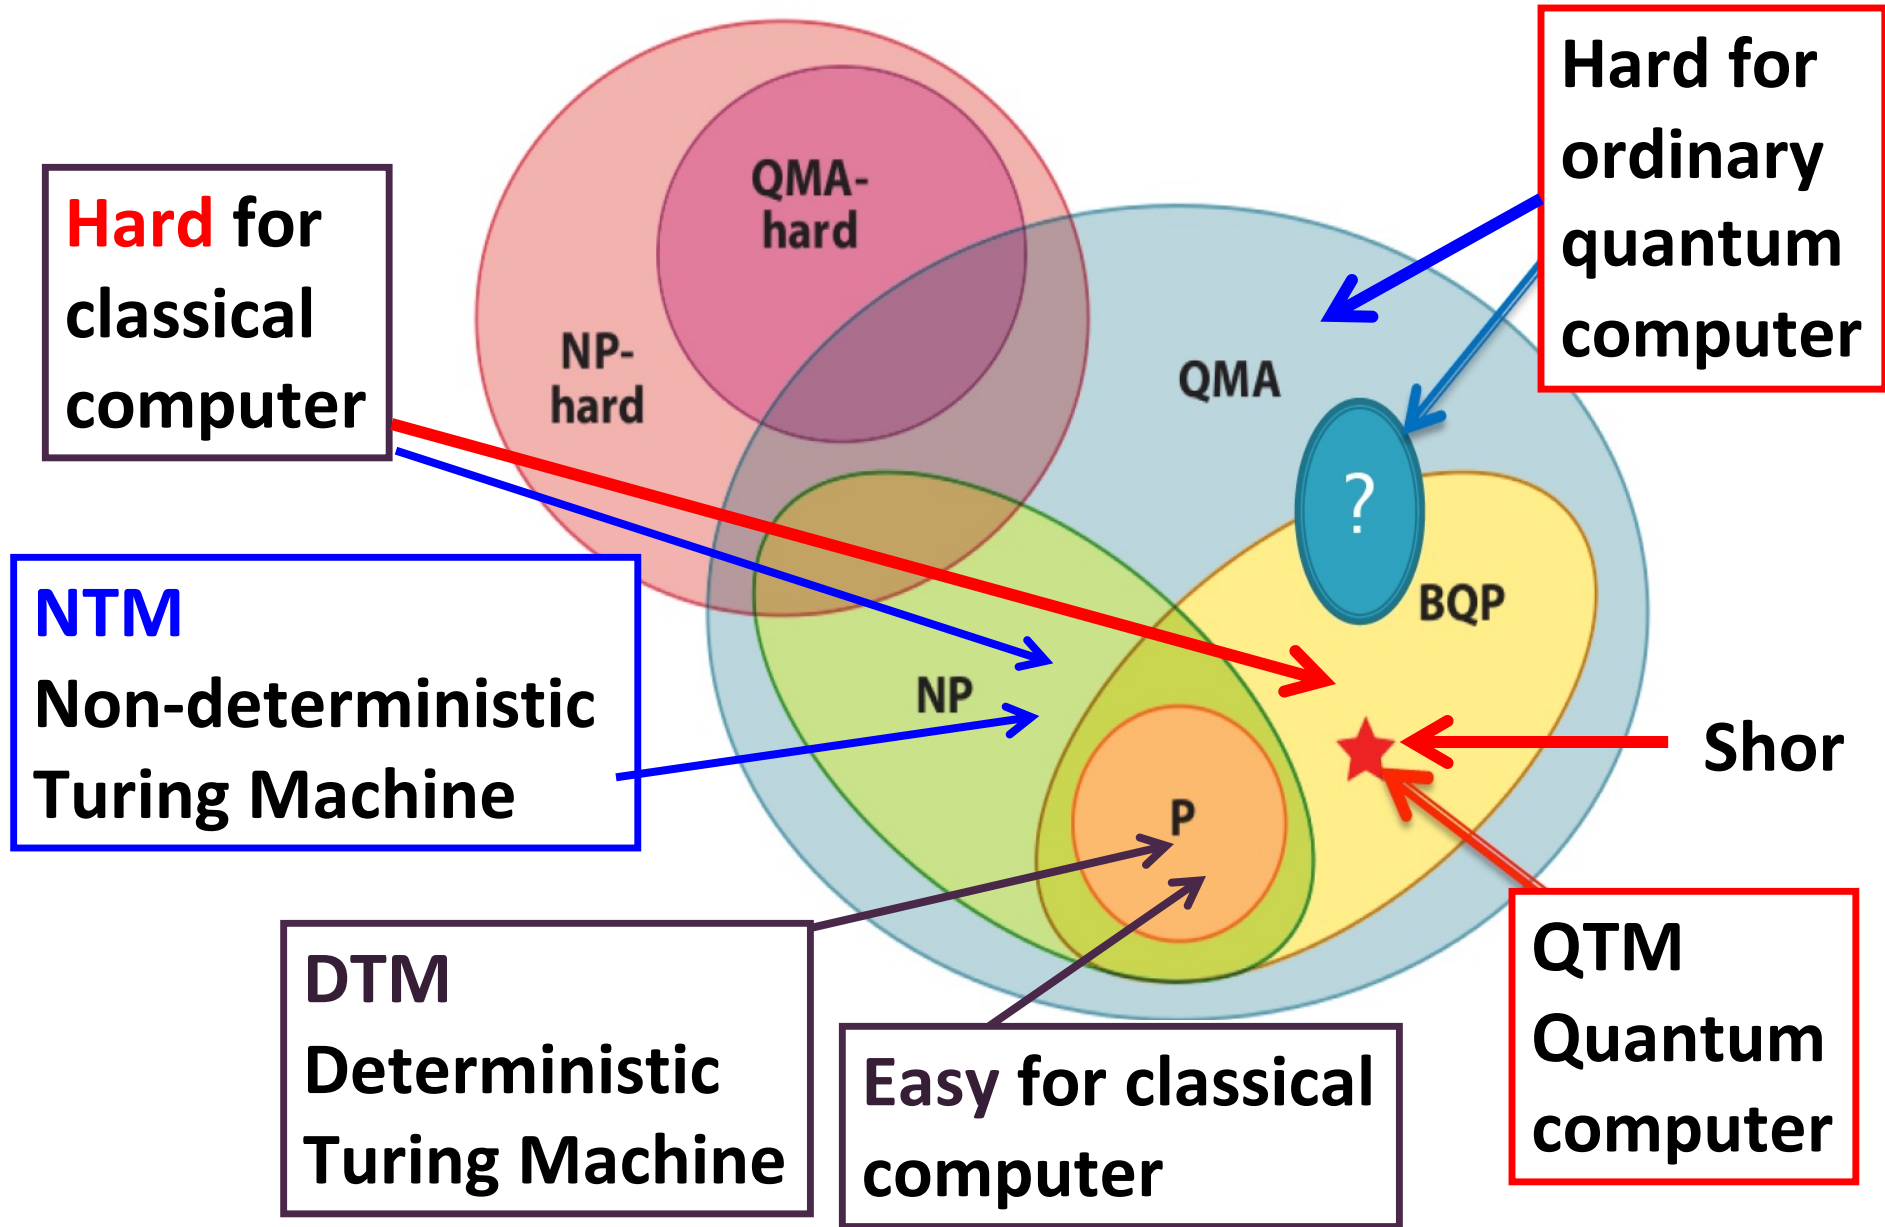 Hard for
ordinary
quantum
computer
QMA-
hard
Hard for
classical
computer
NP-
hard
QMA
?
BQP
NTM
Non-deterministic
Turing Machine
NP
Shor
P
DTM
Deterministic
Turing Machine
Easy for classical
computer
QTM
Quantum
computer